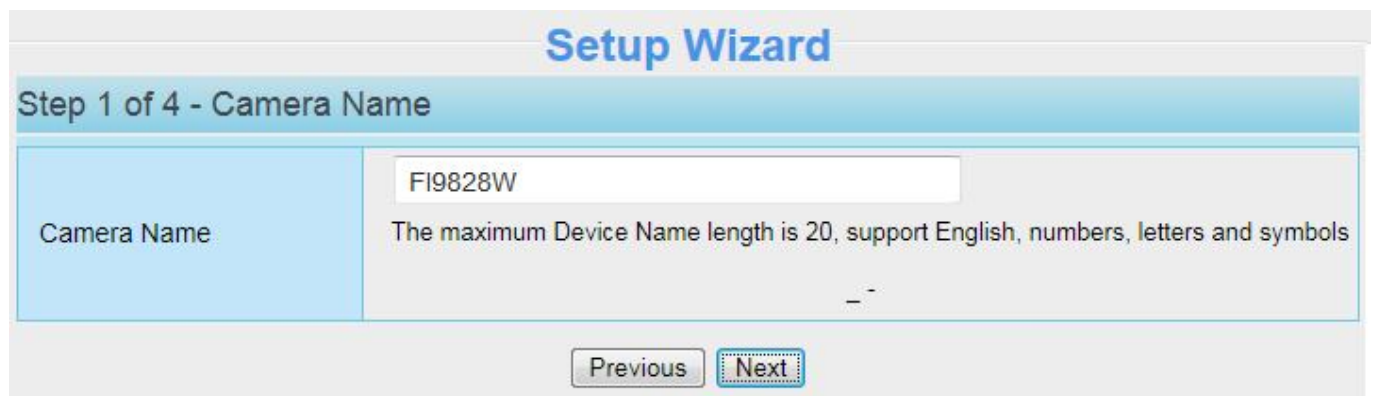 Setup Wizard
Step 1 of 4 - Camera Name
FI9828W
Camera Name
The maximum Device Name length is 20, support English, numbers, letters and symbols
_ -
Previous Next